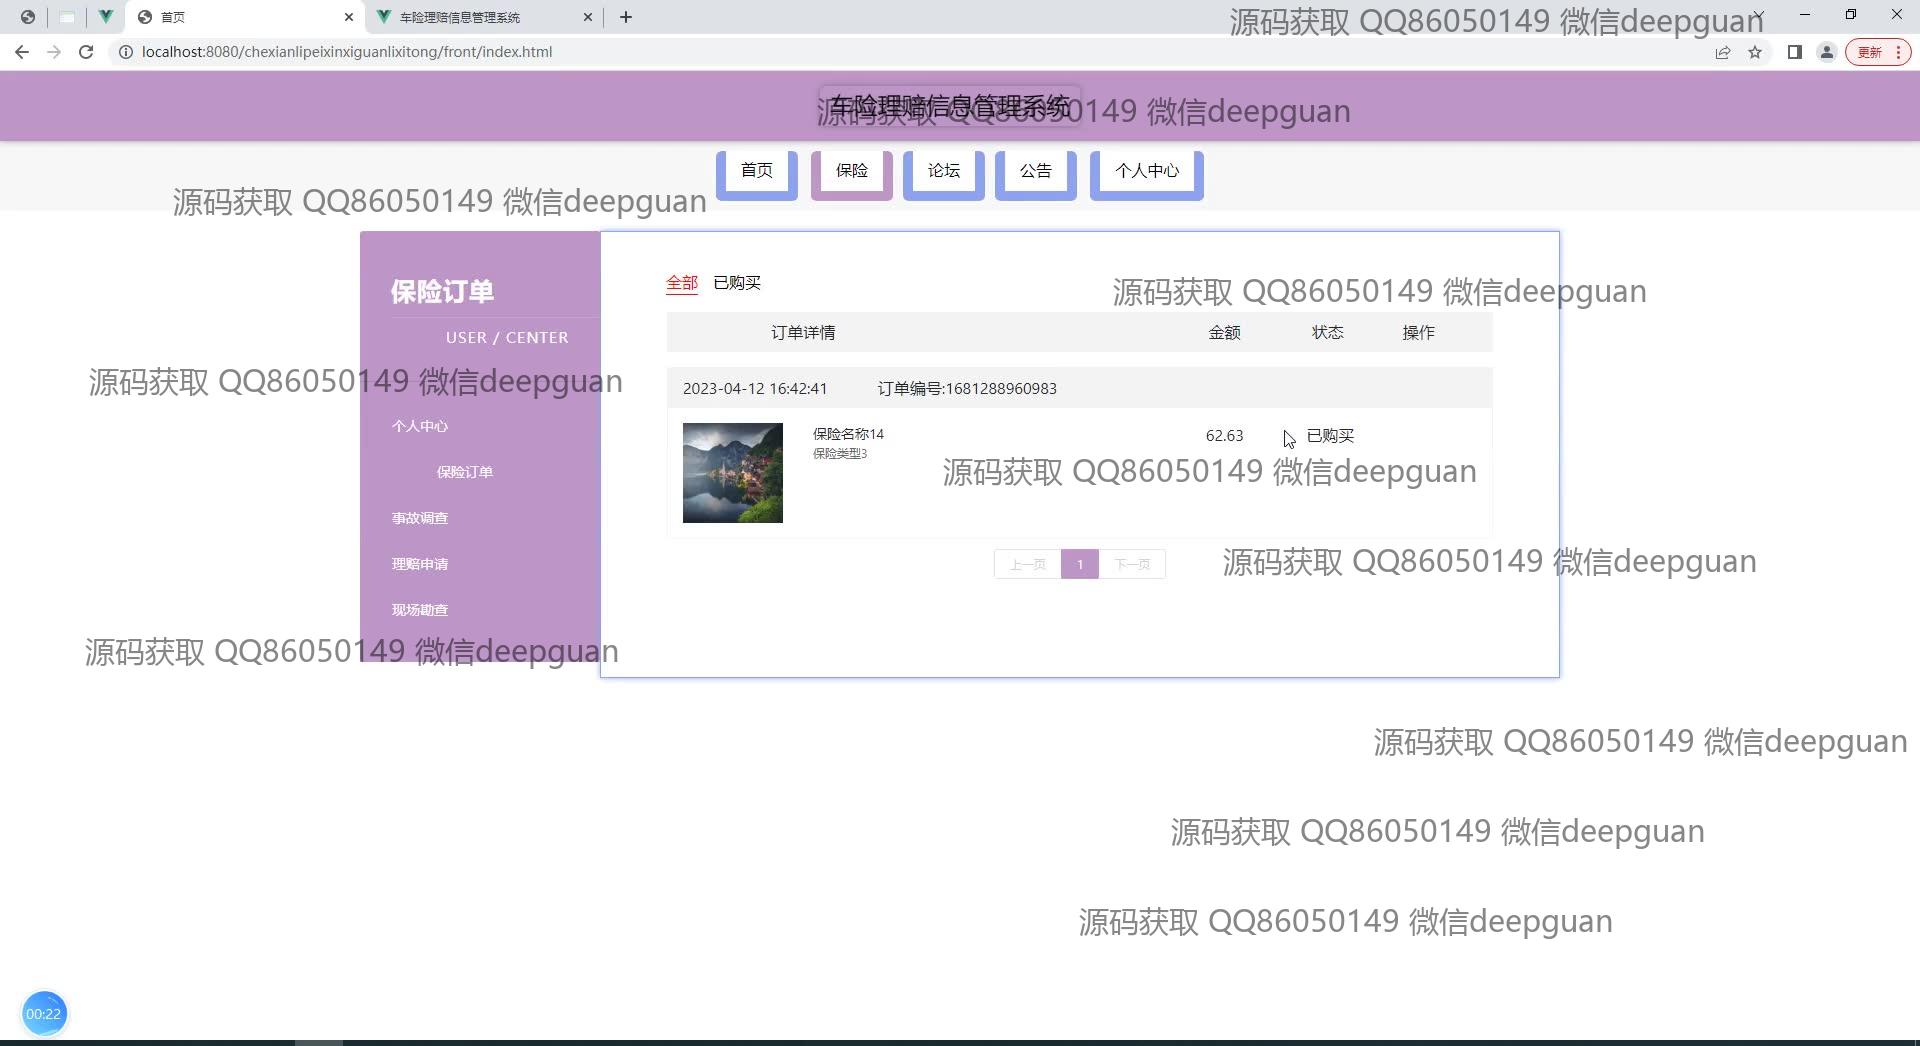 首页
车险理赔信息管理系统
源码获取 QQ86050149 微信deepguan
localhost:8080/chexianlipeixinxiguanlixitong/front/index.html
更新
车险理赔信息管理系统
源码获取 QQ86050149 微信deepguan
首页
保险
论坛
公告
个人中心
源码获取 QQ86050149 微信deepguan
保险订单
USER / CENTER
全部
已购买
源码获取 QQ86050149 微信deepguan
订单详情
金额
状态
操作
源码获取 QQ86050149 微信deepguan
2023-04-12 16:42:41
订单编号:1681288960983
个人中心
保险订单
事故调查
理赔申请
现场勘查
保险名称14
保险类型3
62.63
已购买
源码获取 QQ86050149 微信deepguan
上一页
1
下一页
源码获取 QQ86050149 微信deepguan
源码获取 QQ86050149 微信deepguan
源码获取 QQ86050149 微信deepguan
源码获取 QQ86050149 微信deepguan
源码获取 QQ86050149 微信deepguan
00:22